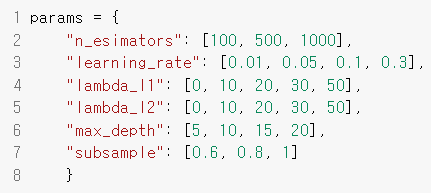 1 params = {
2     "n_esimators": [100, 500, 1000],
3     "learning_rate": [0.01, 0.05, 0.1, 0.3],
4     "lambda_l1": [0, 10, 20, 30, 50],
5     "lambda_l2": [0, 10, 20, 30, 50],
6     "max_depth": [5, 10, 15, 20],
7     "subsample": [0.6, 0.8, 1]
8     }